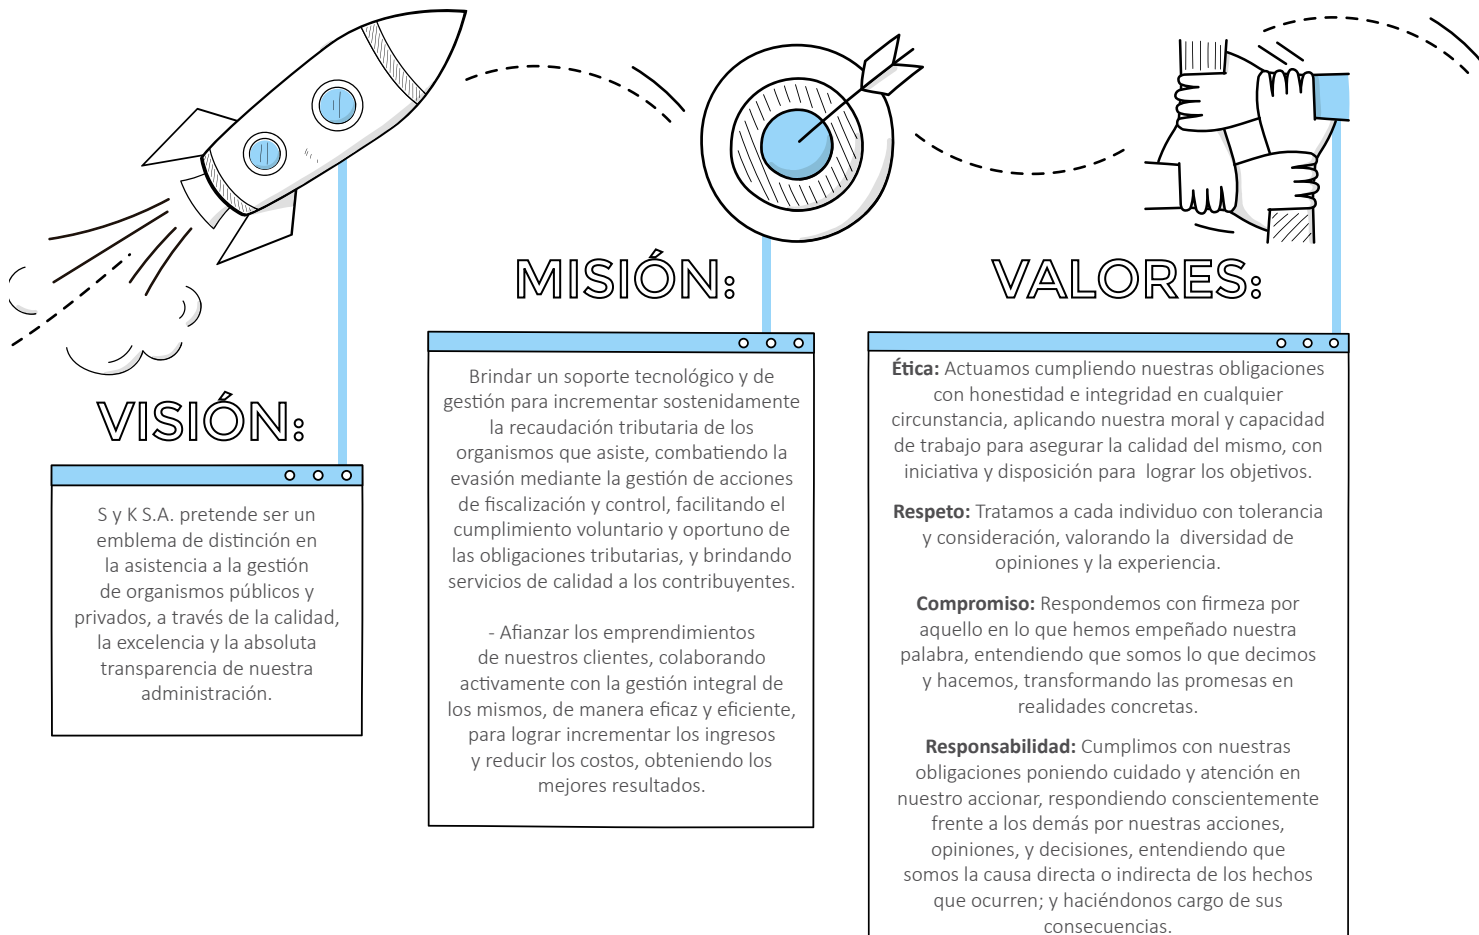 VISIÓN:
S y K S.A. pretende ser un
emblema de distinción en
la asistencia a la gestión
de organismos públicos y
privados, a través de la calidad,
la excelencia y la absoluta
transparencia de nuestra
administración.
MISIÓN:
Brindar un soporte tecnológico y de
gestión para incrementar sostenidamente
la recaudación tributaria de los
organismos que asiste, combatiendo la
evasión mediante la gestión de acciones
de fiscalización y control, facilitando el
cumplimiento voluntario y oportuno de
las obligaciones tributarias, y brindando
servicios de calidad a los contribuyentes.
- Afianzar los emprendimientos
de nuestros clientes, colaborando
activamente con la gestión integral de
los mismos, de manera eficaz y eficiente,
para lograr incrementar los ingresos
y reducir los costos, obteniendo los
mejores resultados.
VALORES:
Ética: Actuamos cumpliendo nuestras obligaciones
con honestidad e integridad en cualquier
circunstancia, aplicando nuestra moral y capacidad
de trabajo para asegurar la calidad del mismo, con
iniciativa y disposición para lograr los objetivos.
Respeto: Tratamos a cada individuo con tolerancia
y consideración, valorando la diversidad de
opiniones y la experiencia.
Compromiso: Respondemos con firmeza por
aquello en lo que hemos empeñado nuestra
palabra, entendiendo que somos lo que decimos
y hacemos, transformando las promesas en
realidades concretas.
Responsabilidad: Cumplimos con nuestras
obligaciones poniendo cuidado y atención en
nuestro accionar, respondiendo conscientemente
frente a los demás por nuestras acciones,
opiniones, y decisiones, entendiendo que
somos la causa directa o indirecta de los hechos
que ocurren; y haciéndonos cargo de sus
consecuencias.